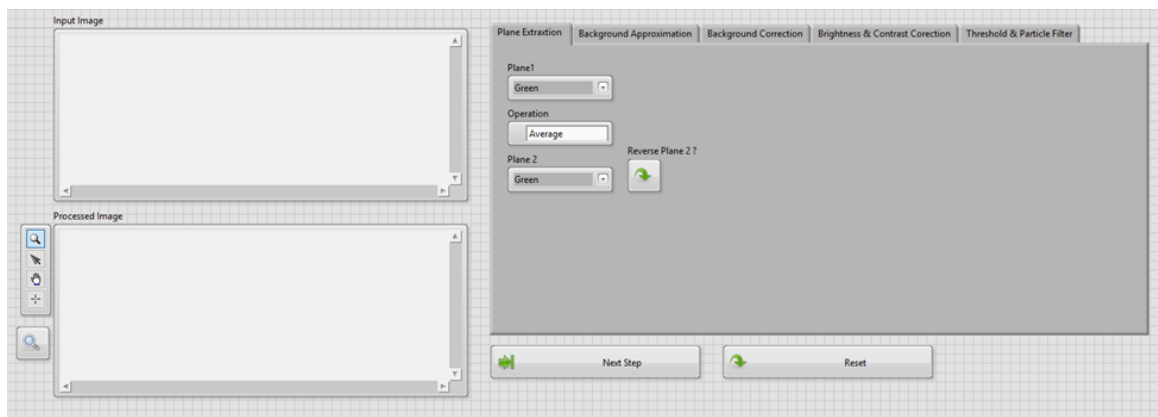 Input Image
Processed Image
Plane Extraxtion
Background Approximation
Background Correction
Brightness & Contrast Corection
Threshold & Particle Filter
Plane1
Green
Operation
Average
Plane 2
Reverse Plane 2 ?
Green
Next Step
Reset